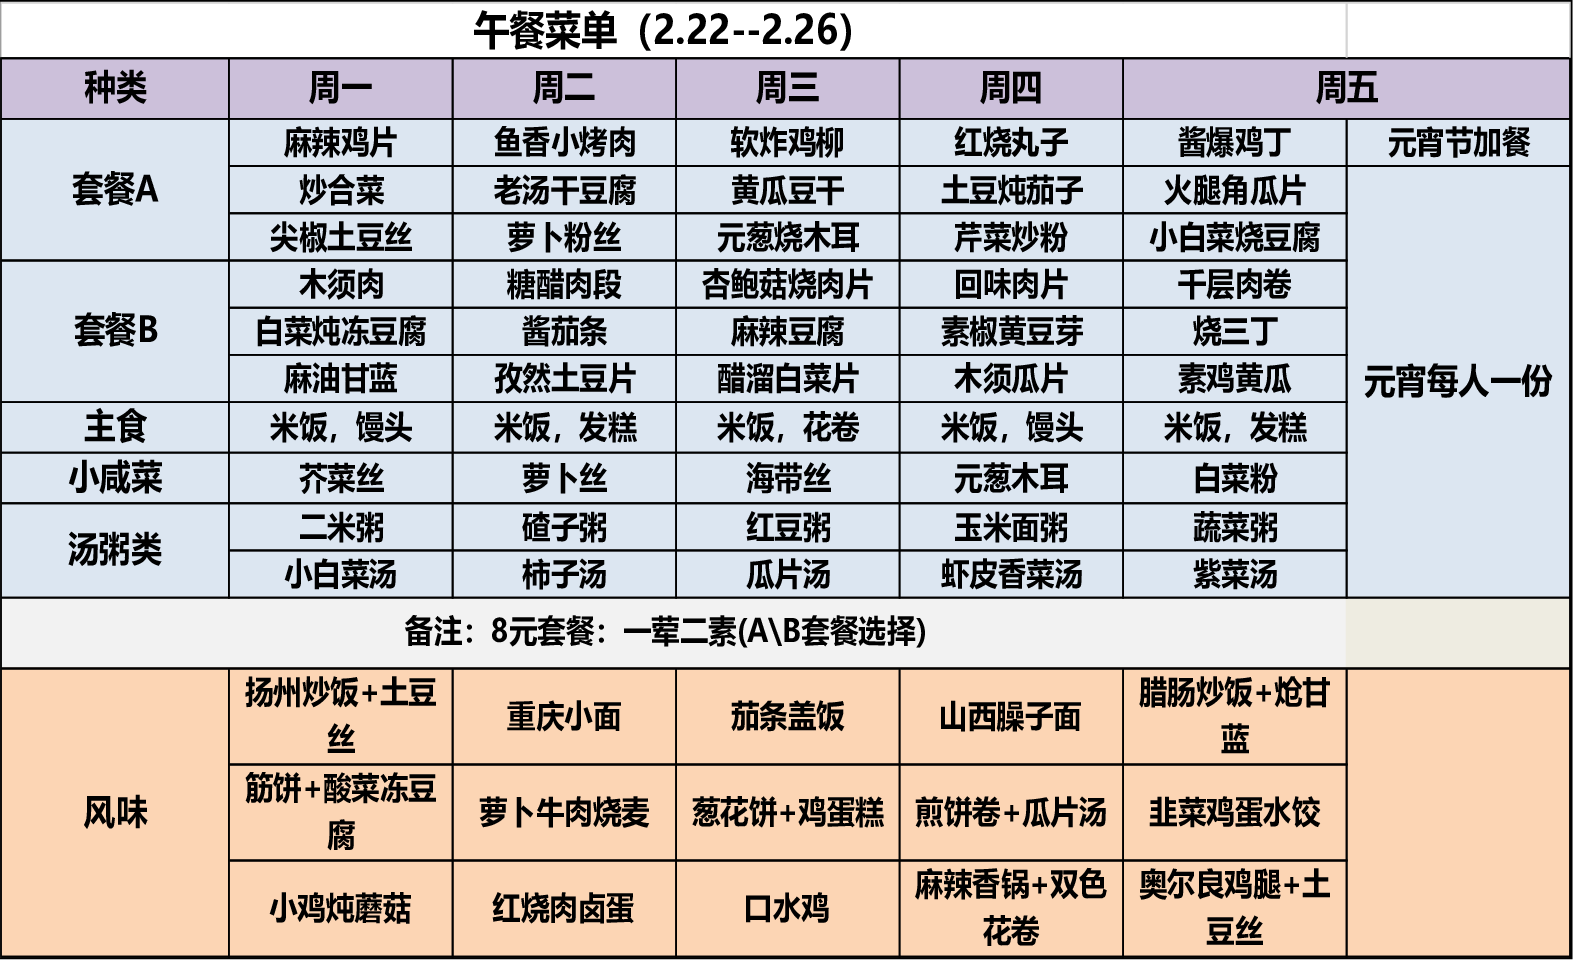 午餐菜单（2.22--2.26）
种类 周一 周二 周三 周四 周五
套餐A 麻辣鸡片 鱼香小烤肉 软炸鸡柳 红烧丸子 酱爆鸡丁 元宵节加餐
炒合菜 老汤干豆腐 黄瓜豆干 土豆炖茄子 火腿角瓜片
尖椒土豆丝 萝卜粉丝 元葱烧木耳 芹菜炒粉 小白菜烧豆腐
套餐B 木须肉 糖醋肉段 杏鲍菇烧肉片 回味肉片 千层肉卷
白菜炖冻豆腐 酱茄条 麻辣豆腐 素椒黄豆芽 烧三丁
麻油甘蓝 孜然土豆片 醋溜白菜片 木须瓜片 素鸡黄瓜 元宵每人一份
主食 米饭，馒头 米饭，发糕 米饭，花卷 米饭，馒头 米饭，发糕
小咸菜 芥菜丝 萝卜丝 海带丝 元葱木耳 白菜粉
汤粥类 二米粥 碴子粥 红豆粥 玉米面粥 蔬菜粥
小白菜汤 柿子汤 瓜片汤 虾皮香菜汤 紫菜汤
备注：8元套餐：一荤二素(A\B套餐选择)
风味 扬州炒饭+土豆丝 重庆小面 茄条盖饭 山西臊子面 腊肠炒饭+炝甘蓝
筋饼+酸菜冻豆腐 萝卜牛肉烧麦 葱花饼+鸡蛋糕 煎饼卷+瓜片汤 韭菜鸡蛋水饺
小鸡炖蘑菇 红烧肉卤蛋 口水鸡 麻辣香锅+双色花卷 奥尔良鸡腿+土豆丝